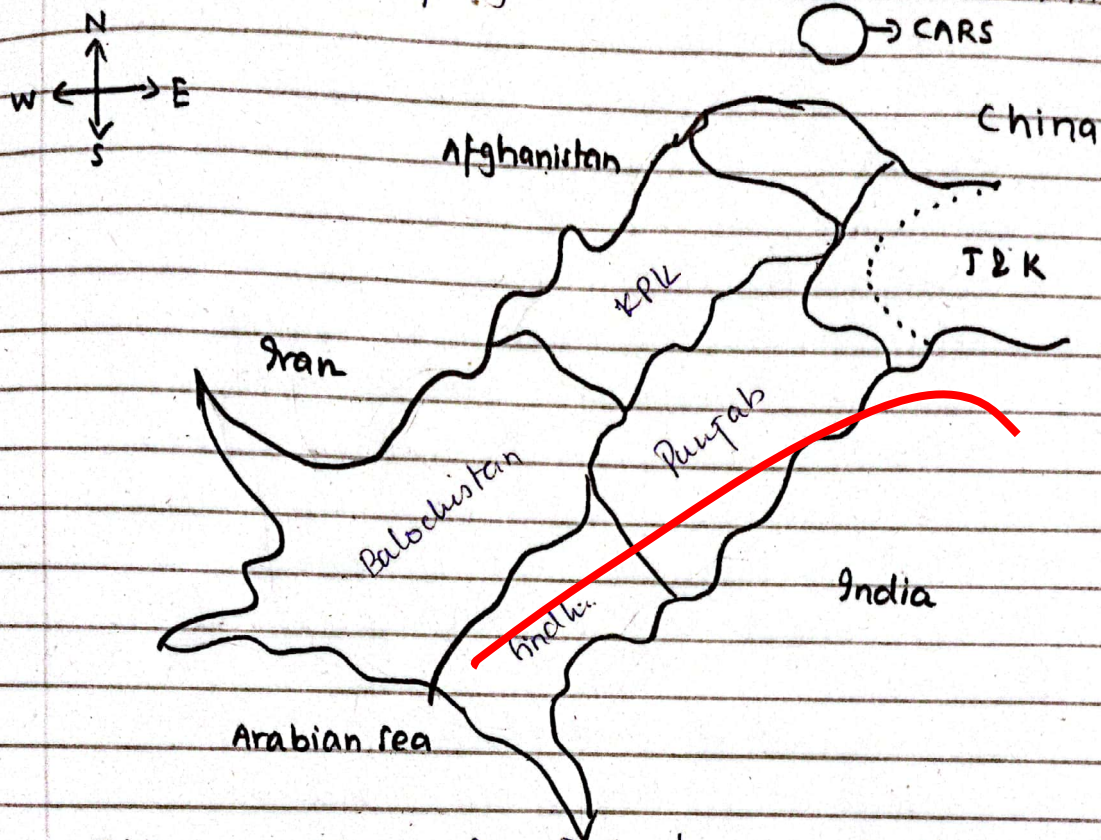 N
→ CARS
W E
S
China
Afghanistan
J & K
KPK
Iran
Punjab
Balochistan
India
Sindh
Arabian Sea